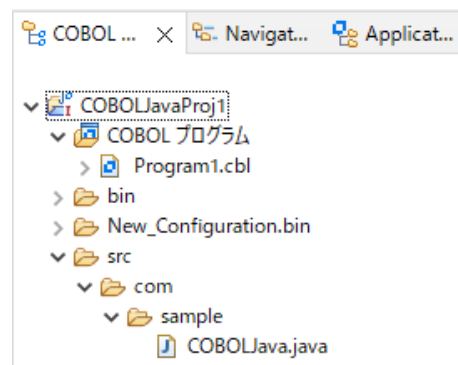 COBOL ... Navigat... Applicat...
COBOLJavaProj1
COBOL プログラム
Program1.cbl
bin
New_Configuration.bin
src
com
sample
COBOLJava.java